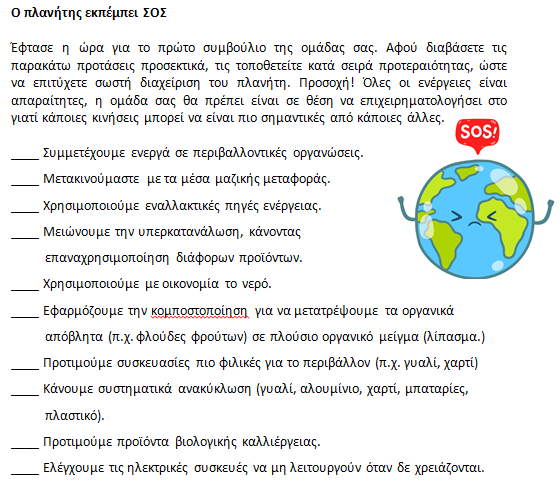 Ο πλανήτης εκπέμπει SOS
Έφτασε η ώρα για το πρώτο συμβούλιο της ομάδας σας. Αφού διαβάσετε τις
παρακάτω προτάσεις προσεκτικά, τις τοποθετείτε κατά σειρά προτεραιότητας, ώστε
να επιτύχετε σωστή διαχείριση του πλανήτη. Προσοχή! Όλες οι ενέργειες είναι
απαραίτητες, η ομάδα σας θα πρέπει είναι σε θέση να επιχειρηματολογήσει στο
γιατί κάποιες κινήσεις μπορεί να είναι πιο σημαντικές από κάποιες άλλες.
SOS!
____ Συμμετέχουμε ενεργά σε περιβαλλοντικές οργανώσεις.
____ Μετακινούμαστε με τα μέσα μαζικής μεταφοράς.
____ Χρησιμοποιούμε εναλλακτικές πηγές ενέργειας.
____ Μειώνουμε την υπερκατανάλωση, κάνοντας
επαναχρησιμοποίηση διάφορων προϊόντων.
____ Χρησιμοποιούμε με οικονομία το νερό.
____ Εφαρμόζουμε την κομποστοποίηση για να μετατρέψουμε τα οργανικά
απόβλητα (π.χ. φλούδες φρούτων) σε πλούσιο οργανικό μείγμα (λίπασμα.)
____ Προτιμούμε συσκευασίες πιο φιλικές για το περιβάλλον (π.χ. γυαλί, χαρτί)
____ Κάνουμε συστηματικά ανακύκλωση (γυαλί, αλουμίνιο, χαρτί, μπαταρίες,
πλαστικό).
____ Προτιμούμε προϊόντα βιολογικής καλλιέργειας.
____ Ελέγχουμε τις ηλεκτρικές συσκευές να μη λειτουργούν όταν δε χρειάζονται.